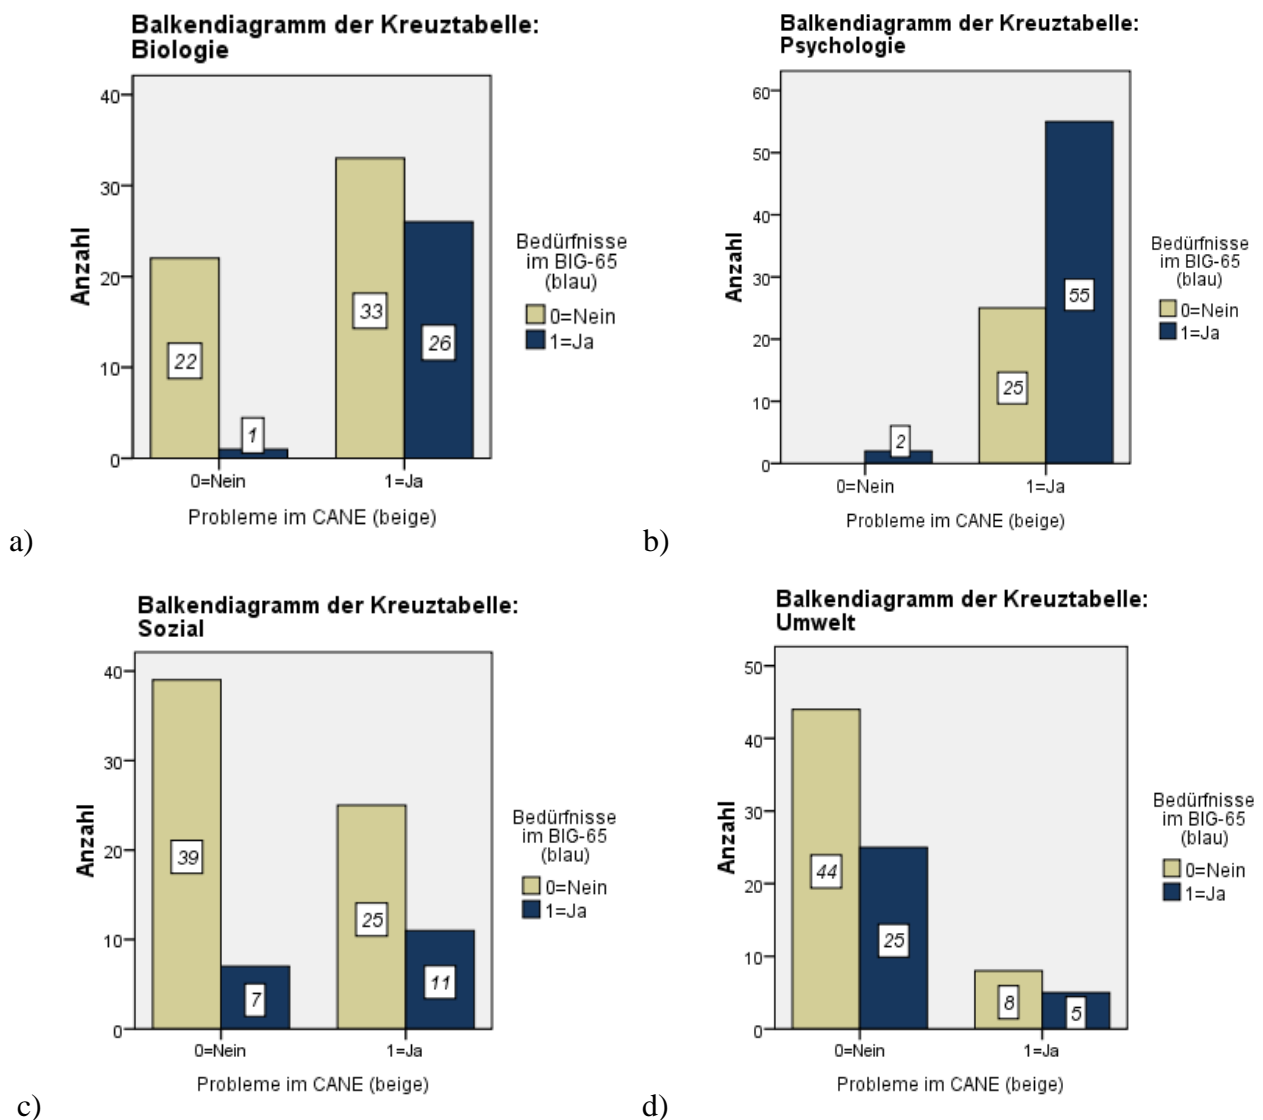 Balkendiagramm der Kreuztabelle:
Biologie
40
30
20
10
0
Anzahl
22
1
33
26
0=Nein
1=Ja
Probleme im CANE (beige)
Bedürfnisse
im BIG-65
(blau)
0=Nein
1=Ja
a)
Balkendiagramm der Kreuztabelle:
Psychologie
60
50
40
30
20
10
0
Anzahl
2
25
55
0=Nein
1=Ja
Probleme im CANE (beige)
Bedürfnisse
im BIG-65
(blau)
0=Nein
1=Ja
b)
Balkendiagramm der Kreuztabelle:
Sozial
40
30
20
10
0
Anzahl
39
7
25
11
0=Nein
1=Ja
Probleme im CANE (beige)
Bedürfnisse
im BIG-65
(blau)
0=Nein
1=Ja
c)
Balkendiagramm der Kreuztabelle:
Umwelt
50
40
30
20
10
0
Anzahl
44
25
8
5
0=Nein
1=Ja
Probleme im CANE (beige)
Bedürfnisse
im BIG-65
(blau)
0=Nein
1=Ja
d)